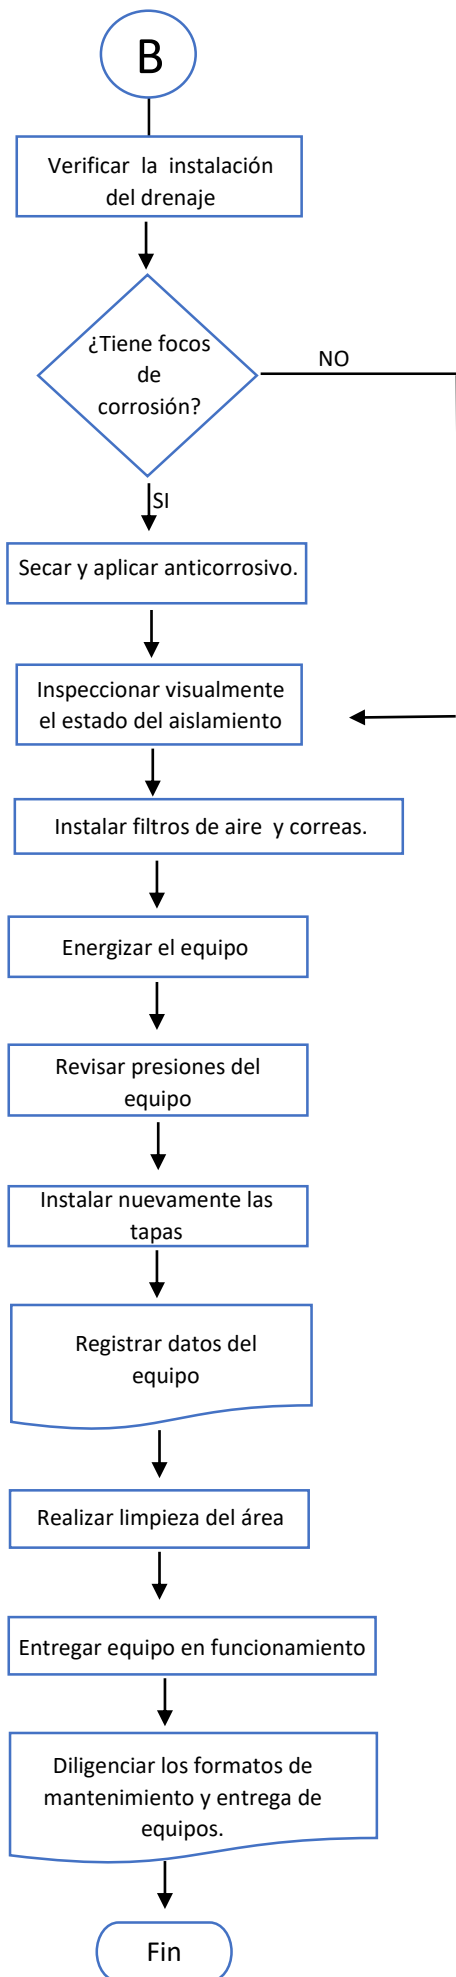 B
Verificar la instalación
del drenaje
¿Tiene focos
de
corrosión?
NO
SI
Secar y aplicar anticorrosivo.
Inspeccionar visualmente
el estado del aislamiento
Instalar filtros de aire y correas.
Energizar el equipo
Revisar presiones del
equipo
Instalar nuevamente las
tapas
Registrar datos del
equipo
Realizar limpieza del área
Entregar equipo en funcionamiento
Diligenciar los formatos de
mantenimiento y entrega de
equipos.
Fin